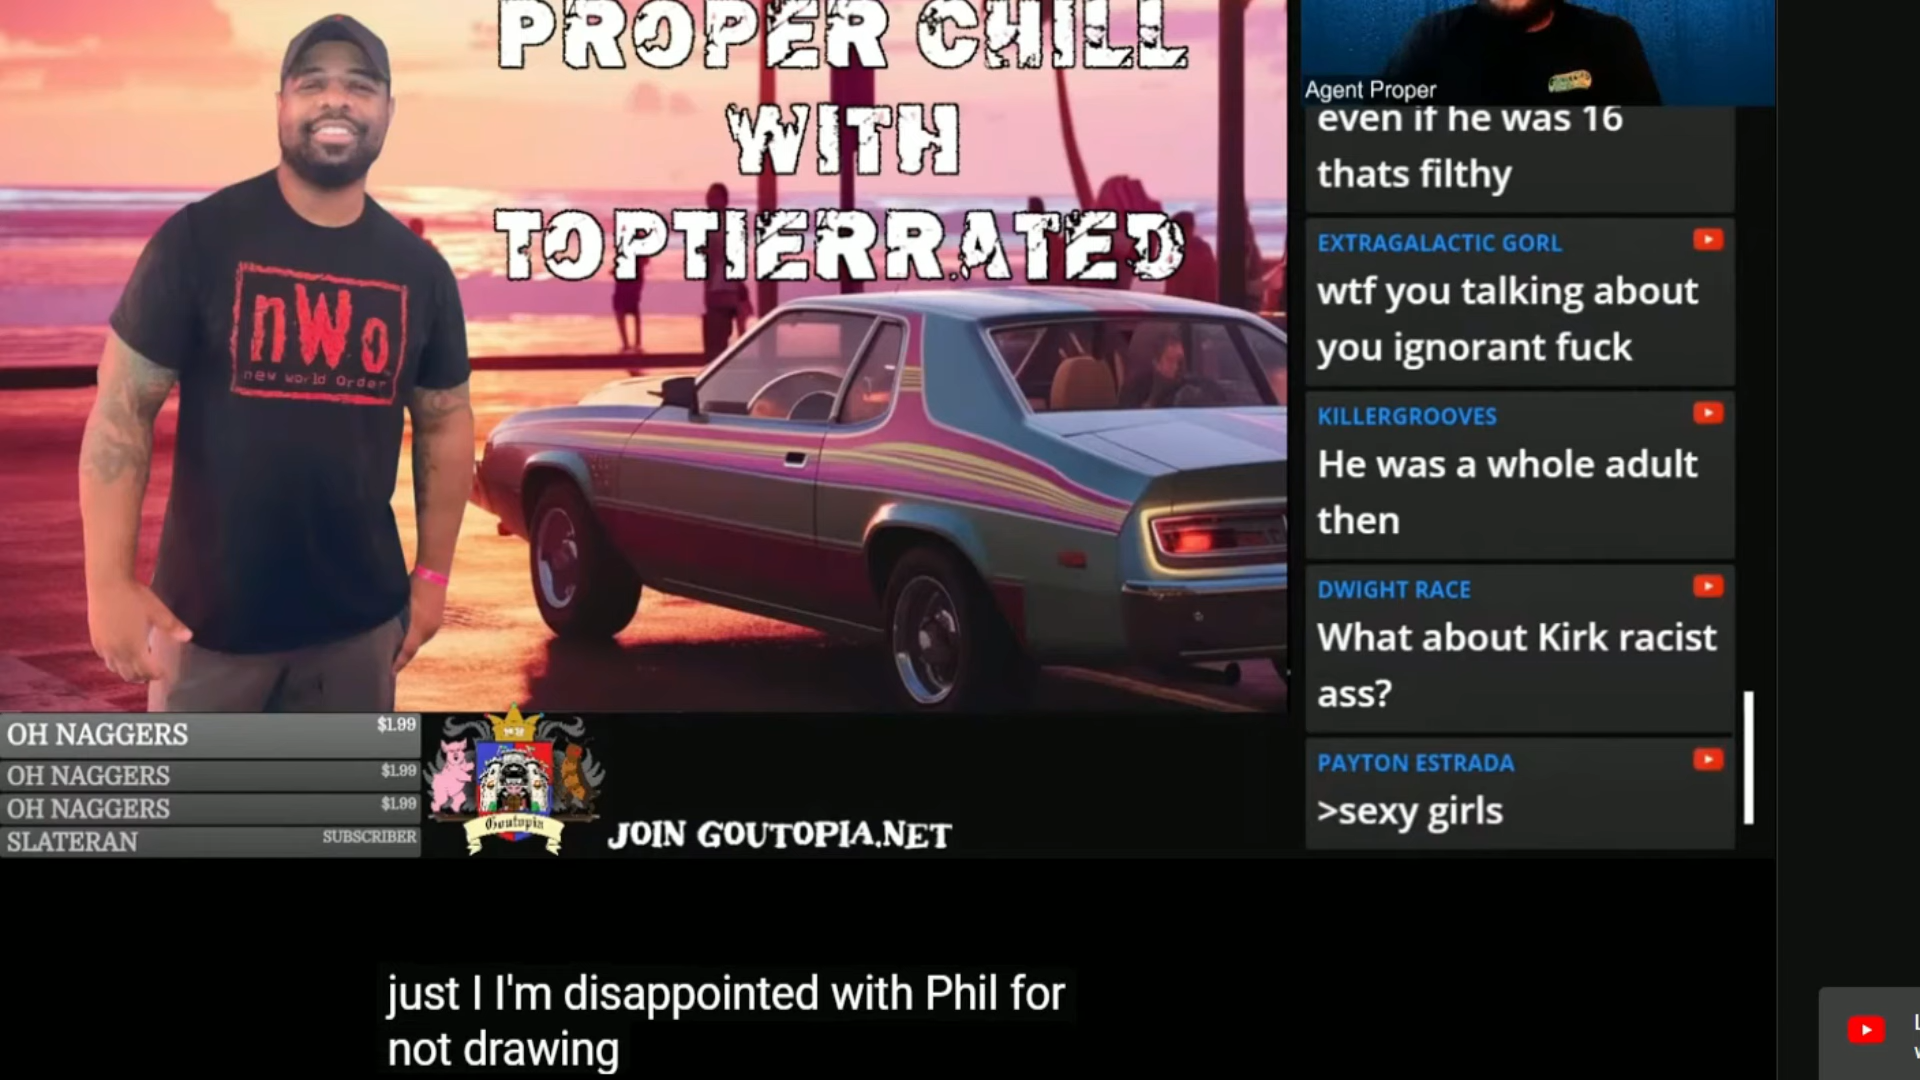 PROPER CHILL
WITH
TOPTIERRATED
nWo
new world order
Agent Proper
even if he was 16
thats filthy
EXTRAGALACTIC GORL
wtf you talking about
you ignorant fuck
KILLERGROOVES
He was a whole adult
then
DWIGHT RACE
What about Kirk racist
ass?
PAYTON ESTRADA
>sexy girls
OH NAGGERS $1.99
OH NAGGERS $1.99
OH NAGGERS $1.99
SLATERAN SUBSCRIBER
Goutopia
JOIN GOUTOPIA.NET
just I I'm disappointed with Phil for
not drawing